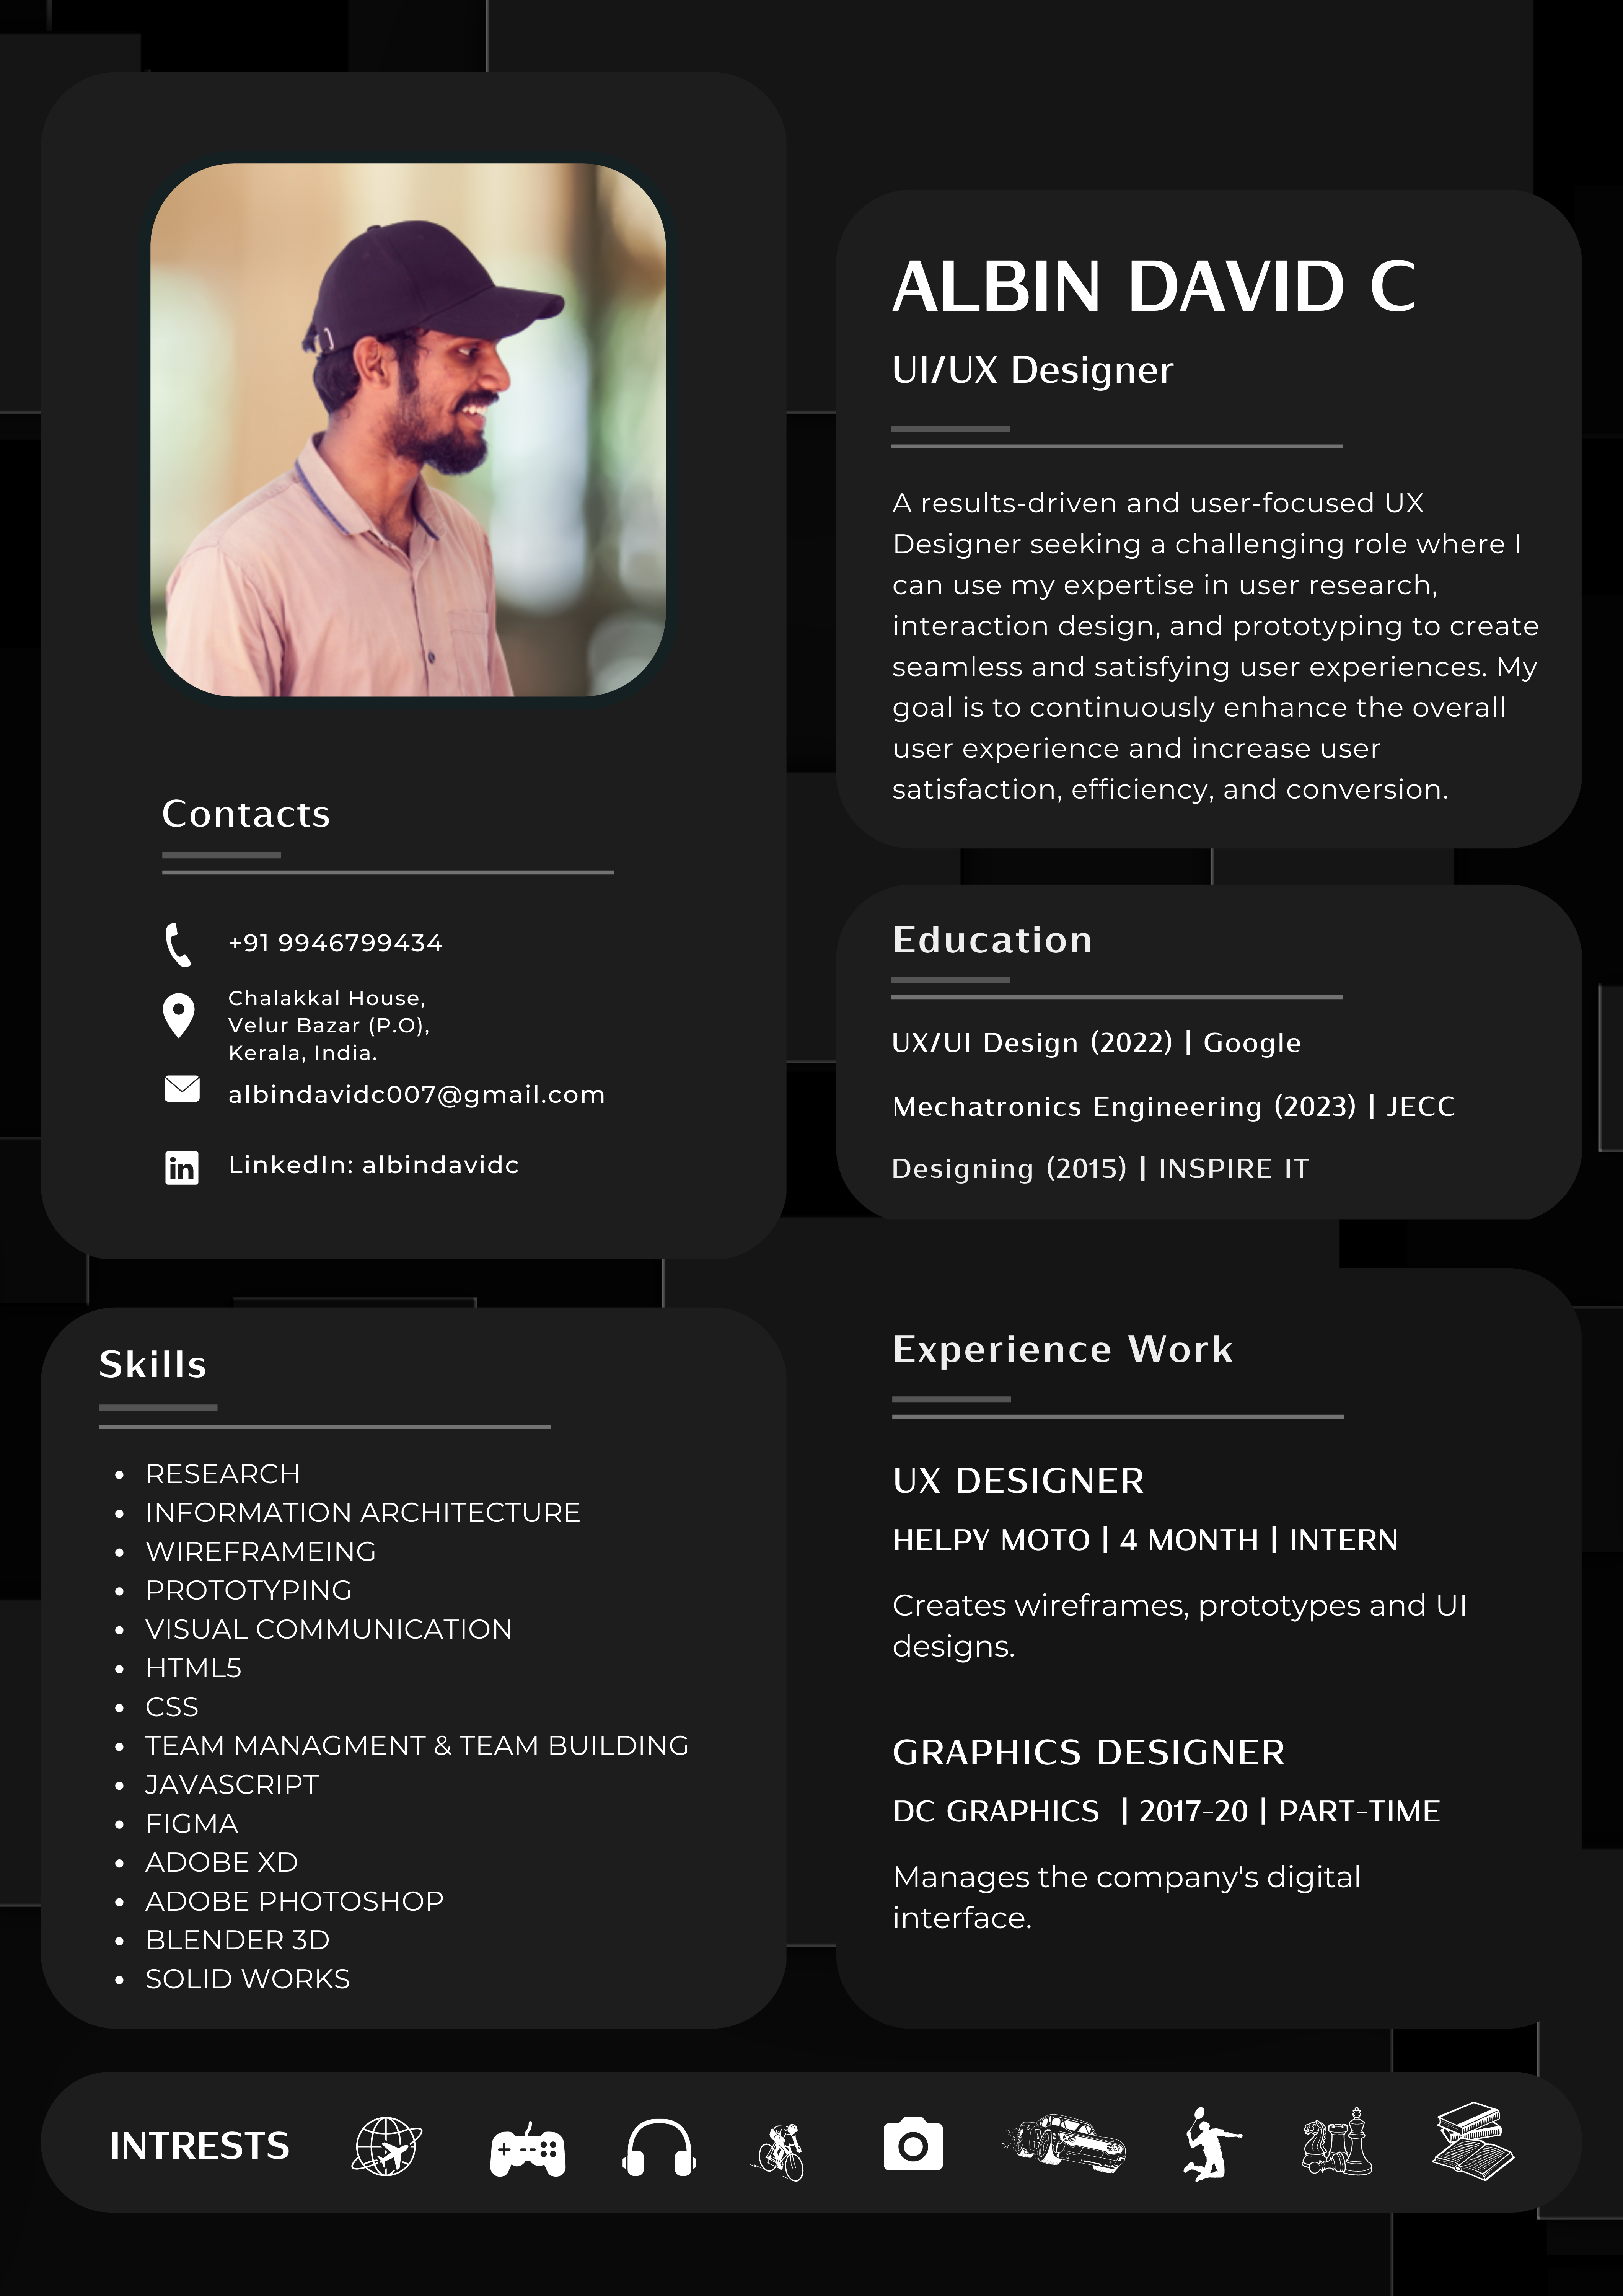 ALBIN DAVID C
UI/UX Designer
A results-driven and user-focused UX
Designer seeking a challenging role where I
can use my expertise in user research,
interaction design, and prototyping to create
seamless and satisfying user experiences. My
goal is to continuously enhance the overall
user experience and increase user
satisfaction, efficiency, and conversion.
Contacts
+91 9946799434
Chalakkal House,
Velur Bazar (P.O),
Kerala, India.
albindavidc007@gmail.com
in
LinkedIn: albindavidc
Education
UX/UI Design (2022) | Google
Mechatronics Engineering (2023) | JECC
Designing (2015) | INSPIRE IT
Skills
• RESEARCH
• INFORMATION ARCHITECTURE
• WIREFRAMEING
• PROTOTYPING
• VISUAL COMMUNICATION
• HTML5
• CSS
• TEAM MANAGMENT & TEAM BUILDING
• JAVASCRIPT
• FIGMA
• ADOBE XD
• ADOBE PHOTOSHOP
• BLENDER 3D
• SOLID WORKS
Experience Work
UX DESIGNER
HELPY MOTO | 4 MONTH | INTERN
Creates wireframes, prototypes and UI
designs.
GRAPHICS DESIGNER
DC GRAPHICS | 2017-20 | PART-TIME
Manages the company's digital
interface.
INTRESTS